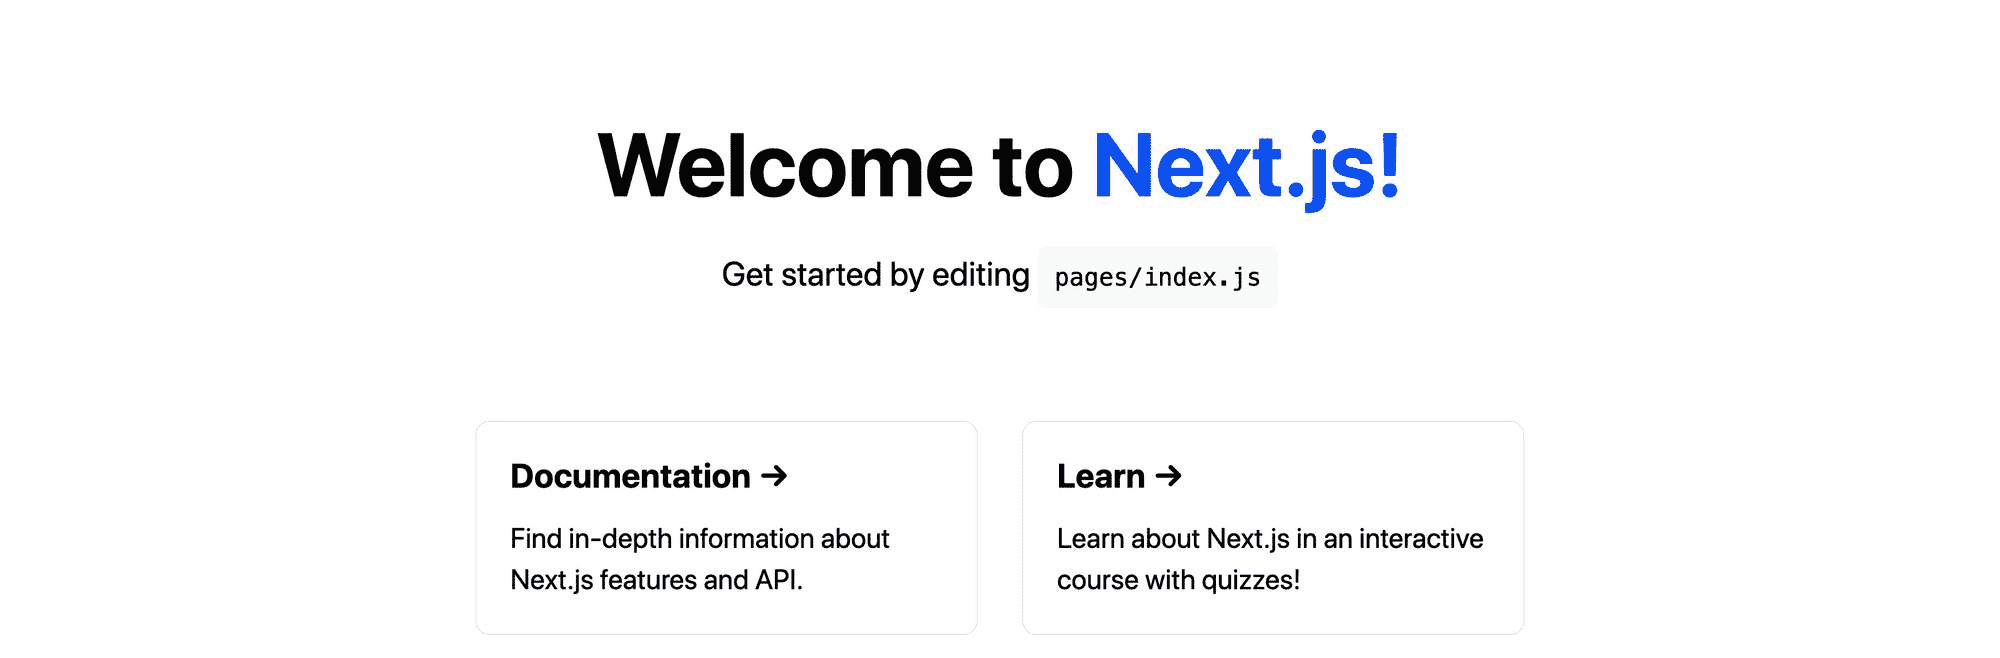 Welcome to Next.js!
Get started by editing pages/index.js
Documentation →
Find in-depth information about
Next.js features and API.
Learn →
Learn about Next.js in an interactive
course with quizzes!